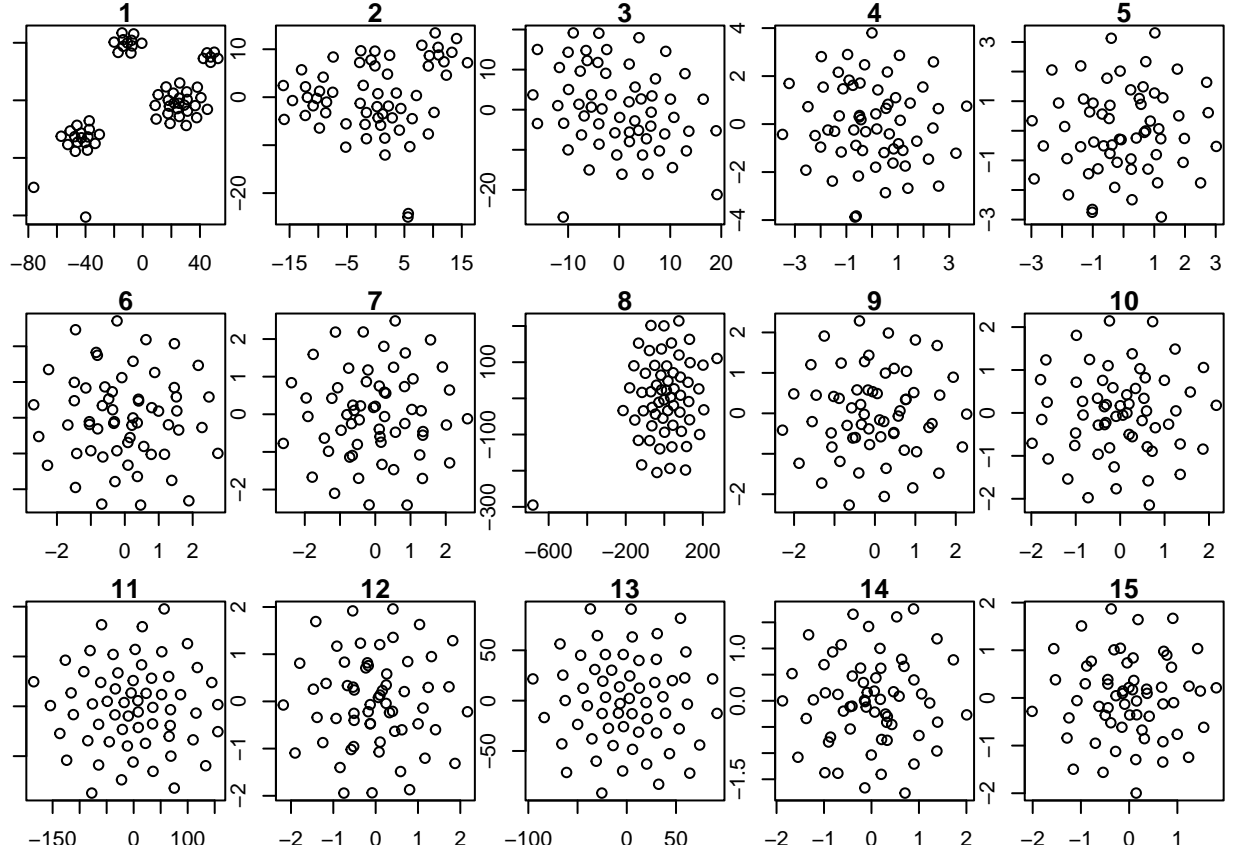 1
−80 −40 0 40
2
10 0 −20
−15 −5 5 15
3
10 0 −20
−10 0 10 20
4
4 2 0 −2 −4
−3 −1 1 3
5
3 1 −1 −3
−3 −1 1 2 3
6
−2 0 1 2
7
2 1 0 −2
−2 0 1 2
8
100 −100 −300
−600 −200 200
9
2 1 0 −2
−2 0 1 2
10
2 1 0 −1 −2
−2 −1 0 1 2
11
−150 0 100
12
2 1 0 −1 −2
−2 −1 0 1 2
13
50 0 −50
−100 0 50
14
1.0 0.0 −1.5
−2 −1 0 1 2
15
2 1 0 −1 −2
−2 −1 0 1